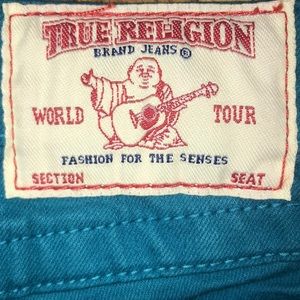 TRUE RELIGION
BRAND JEANS®
WORLD TOUR
FASHION FOR THE SENSES
SECTION SEAT